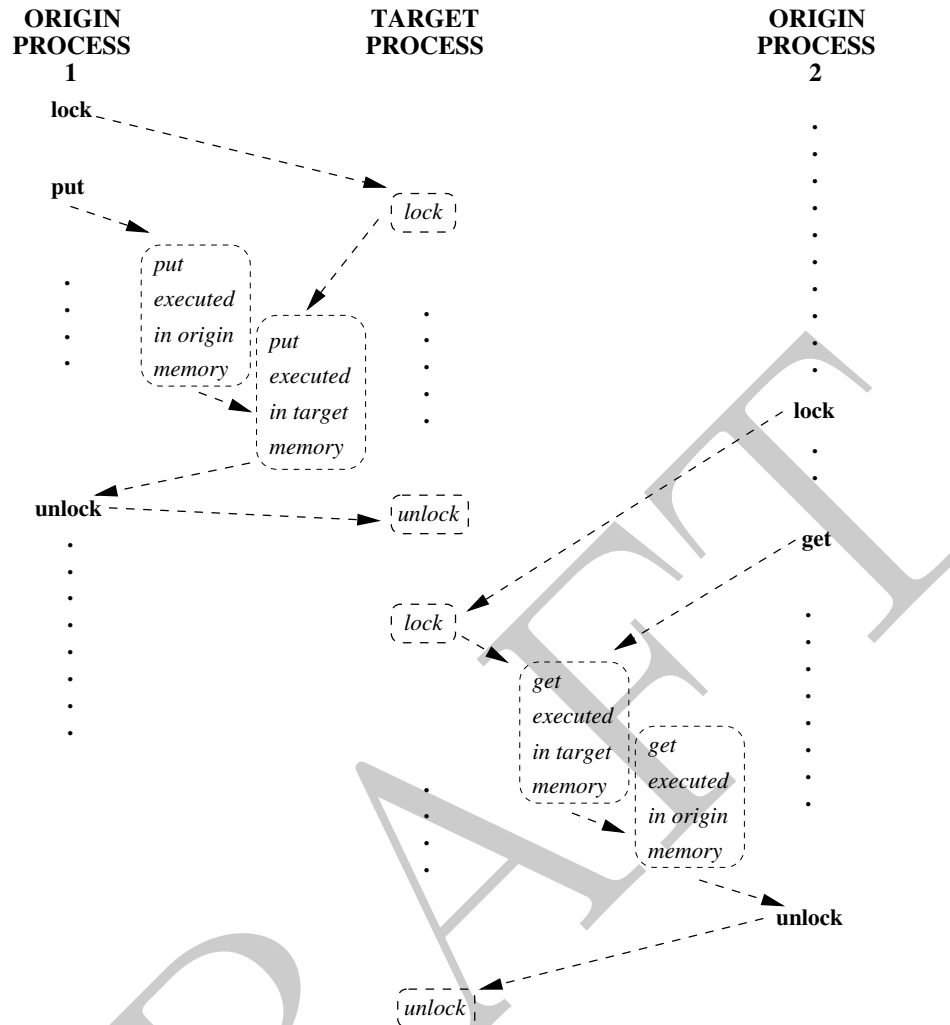 ORIGIN
PROCESS
1
TARGET
PROCESS
ORIGIN
PROCESS
2
lock
put
lock
put
executed
in origin
memory
put
executed
in target
memory
lock
unlock
unlock
get
lock
get
executed
in target
memory
get
executed
in origin
memory
unlock
unlock
DRAFT